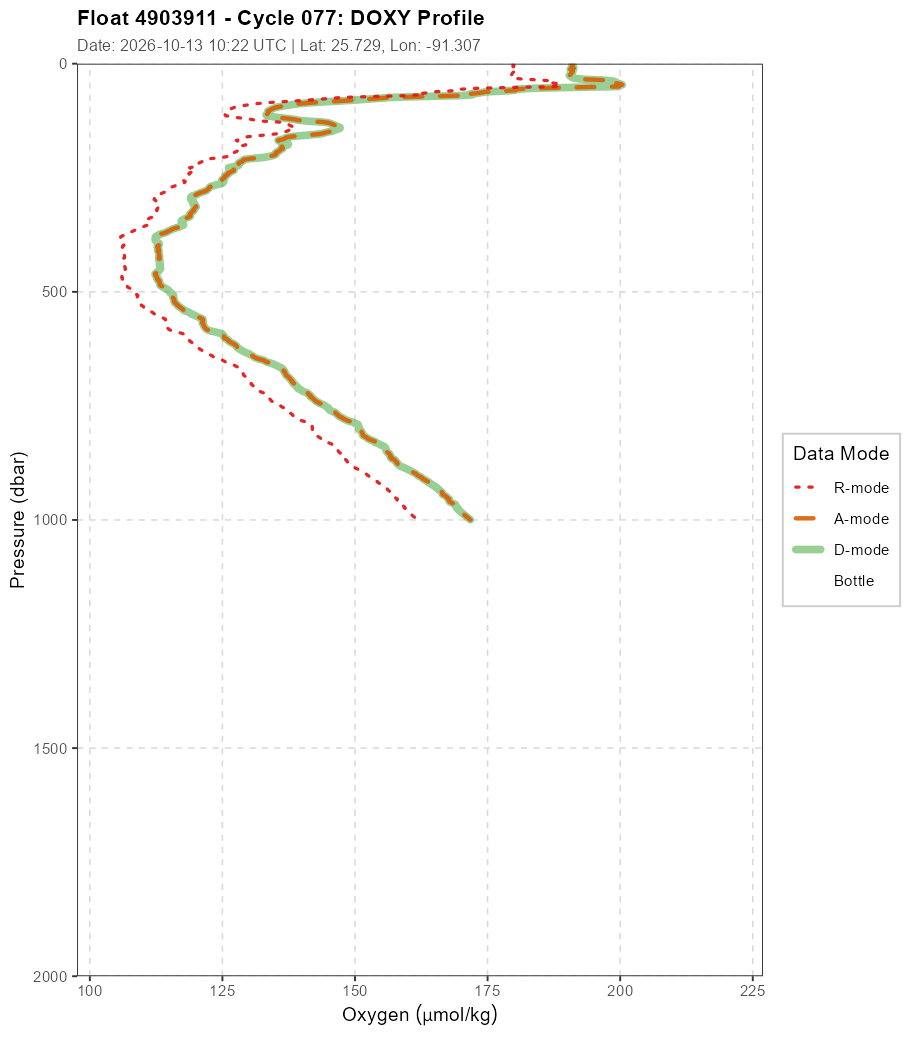 Float 4903911 - Cycle 077: DOXY Profile
Date: 2026-10-13 10:22 UTC | Lat: 25.729, Lon: -91.307
0
500
1000
1500
2000
Pressure (dbar)
100 125 150 175 200 225
Oxygen (µmol/kg)
Data Mode
R-mode
A-mode
D-mode
Bottle